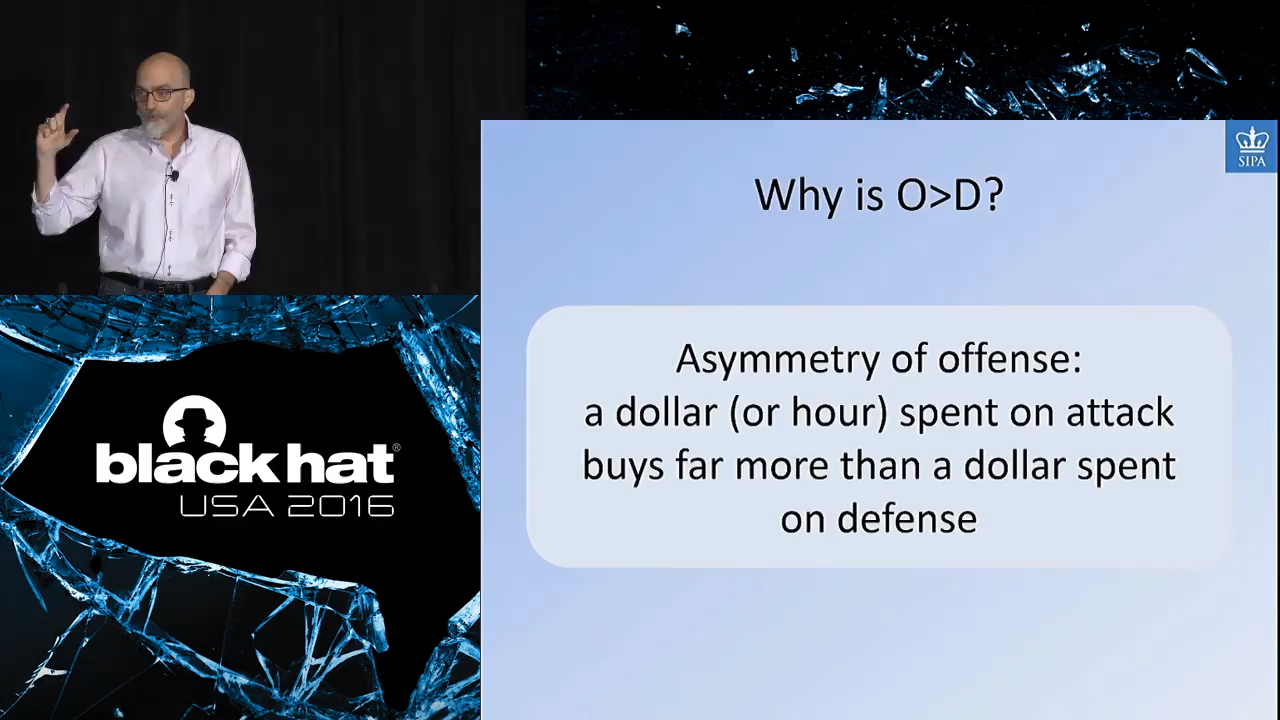 SIPA
Why is O>D?
Asymmetry of offense:
a dollar (or hour) spent on attack
buys far more than a dollar spent
on defense
black hat®
USA 2016